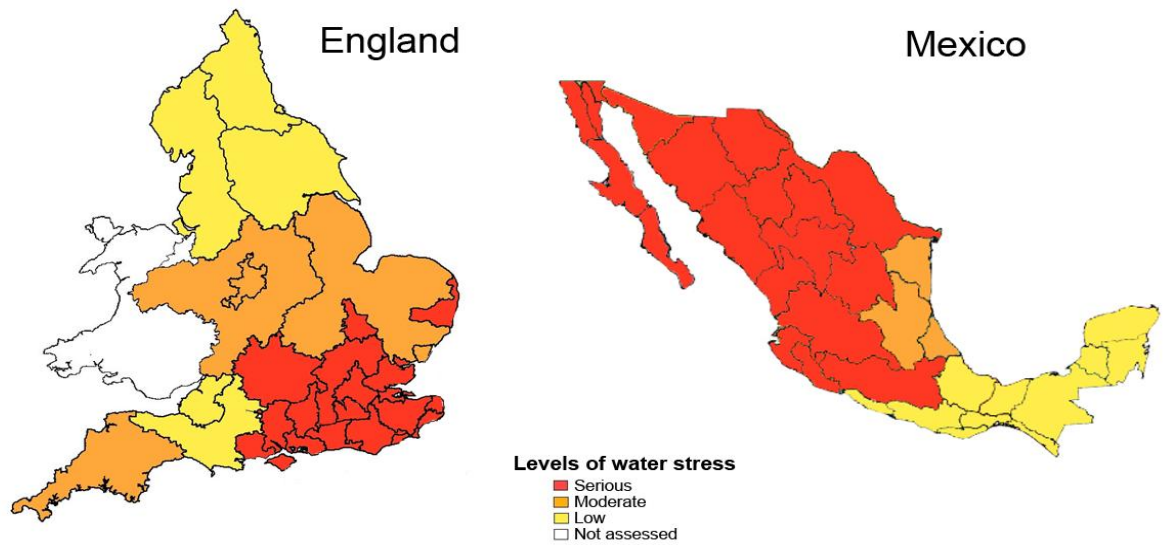 England
Mexico
Levels of water stress
Serious
Moderate
Low
Not assessed